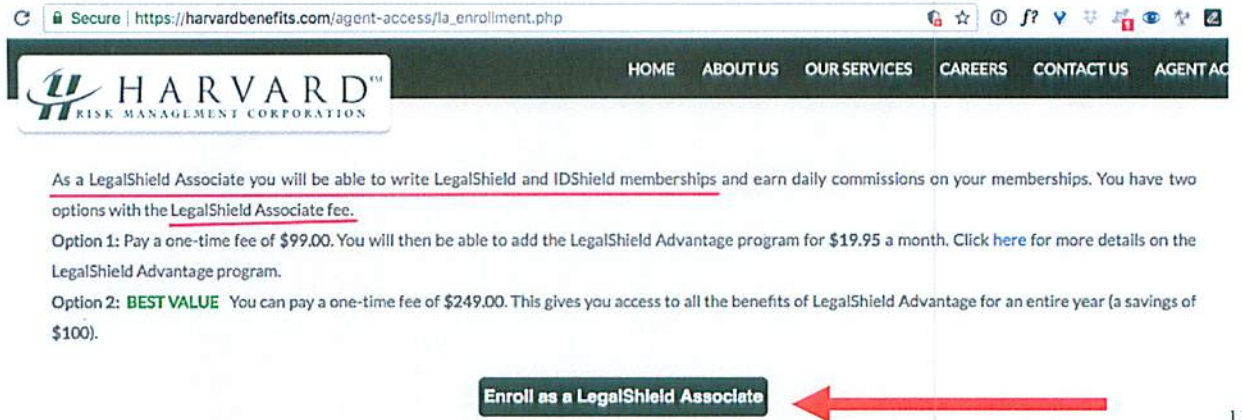 Secure | https://harvardbenefits.com/agent-access/la_enrollment.php
f?
1
HOME ABOUT US OUR SERVICES CAREERS CONTACT US AGENT AC
HARVARD℠
RISK MANAGEMENT CORPORATION
As a LegalShield Associate you will be able to write LegalShield and IDShield memberships and earn daily commissions on your memberships. You have two
options with the LegalShield Associate fee.
Option 1: Pay a one-time fee of $99.00. You will then be able to add the LegalShield Advantage program for $19.95 a month. Click here for more details on the
LegalShield Advantage program.
Option 2: BEST VALUE You can pay a one-time fee of $249.00. This gives you access to all the benefits of LegalShield Advantage for an entire year (a savings of
$100).
Enroll as a LegalShield Associate
1